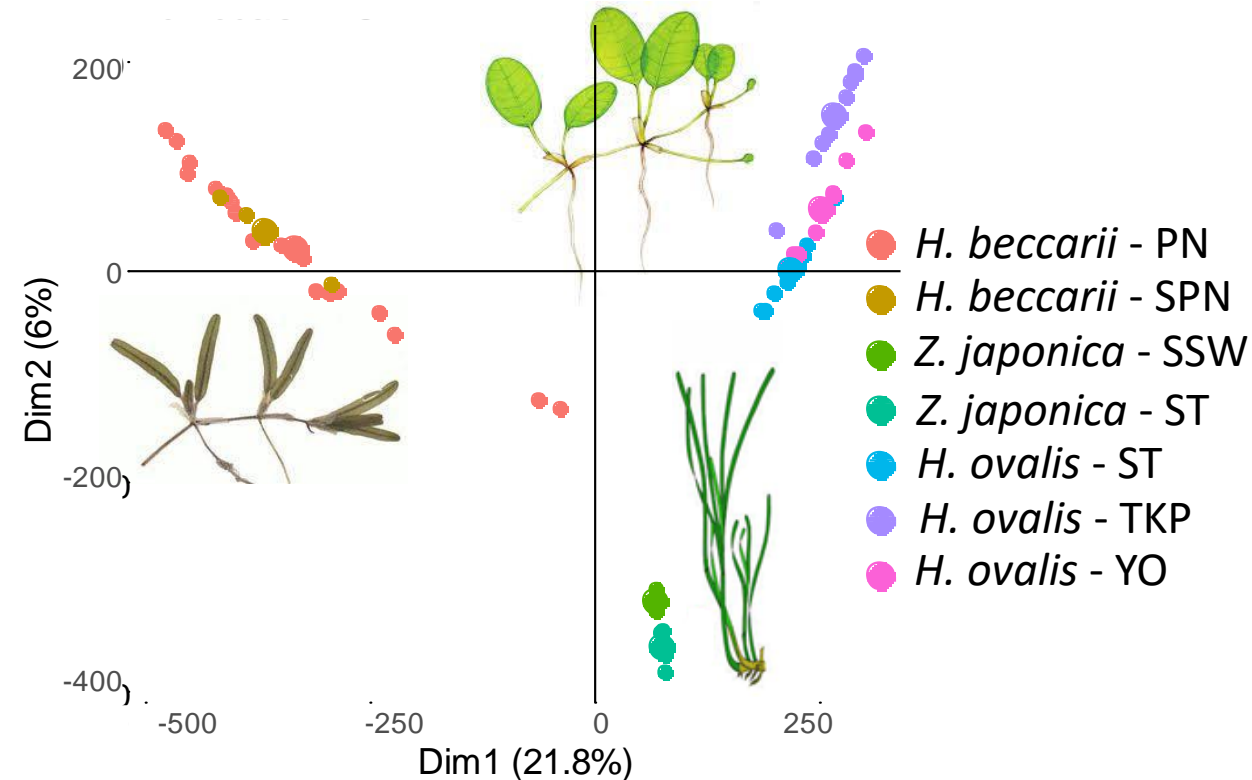 200
0
-200
-400
Dim2 (6%)
-500 -250 0 250
Dim1 (21.8%)
H. beccarii - PN
H. beccarii - SPN
Z. japonica - SSW
Z. japonica - ST
H. ovalis - ST
H. ovalis - TKP
H. ovalis - YO